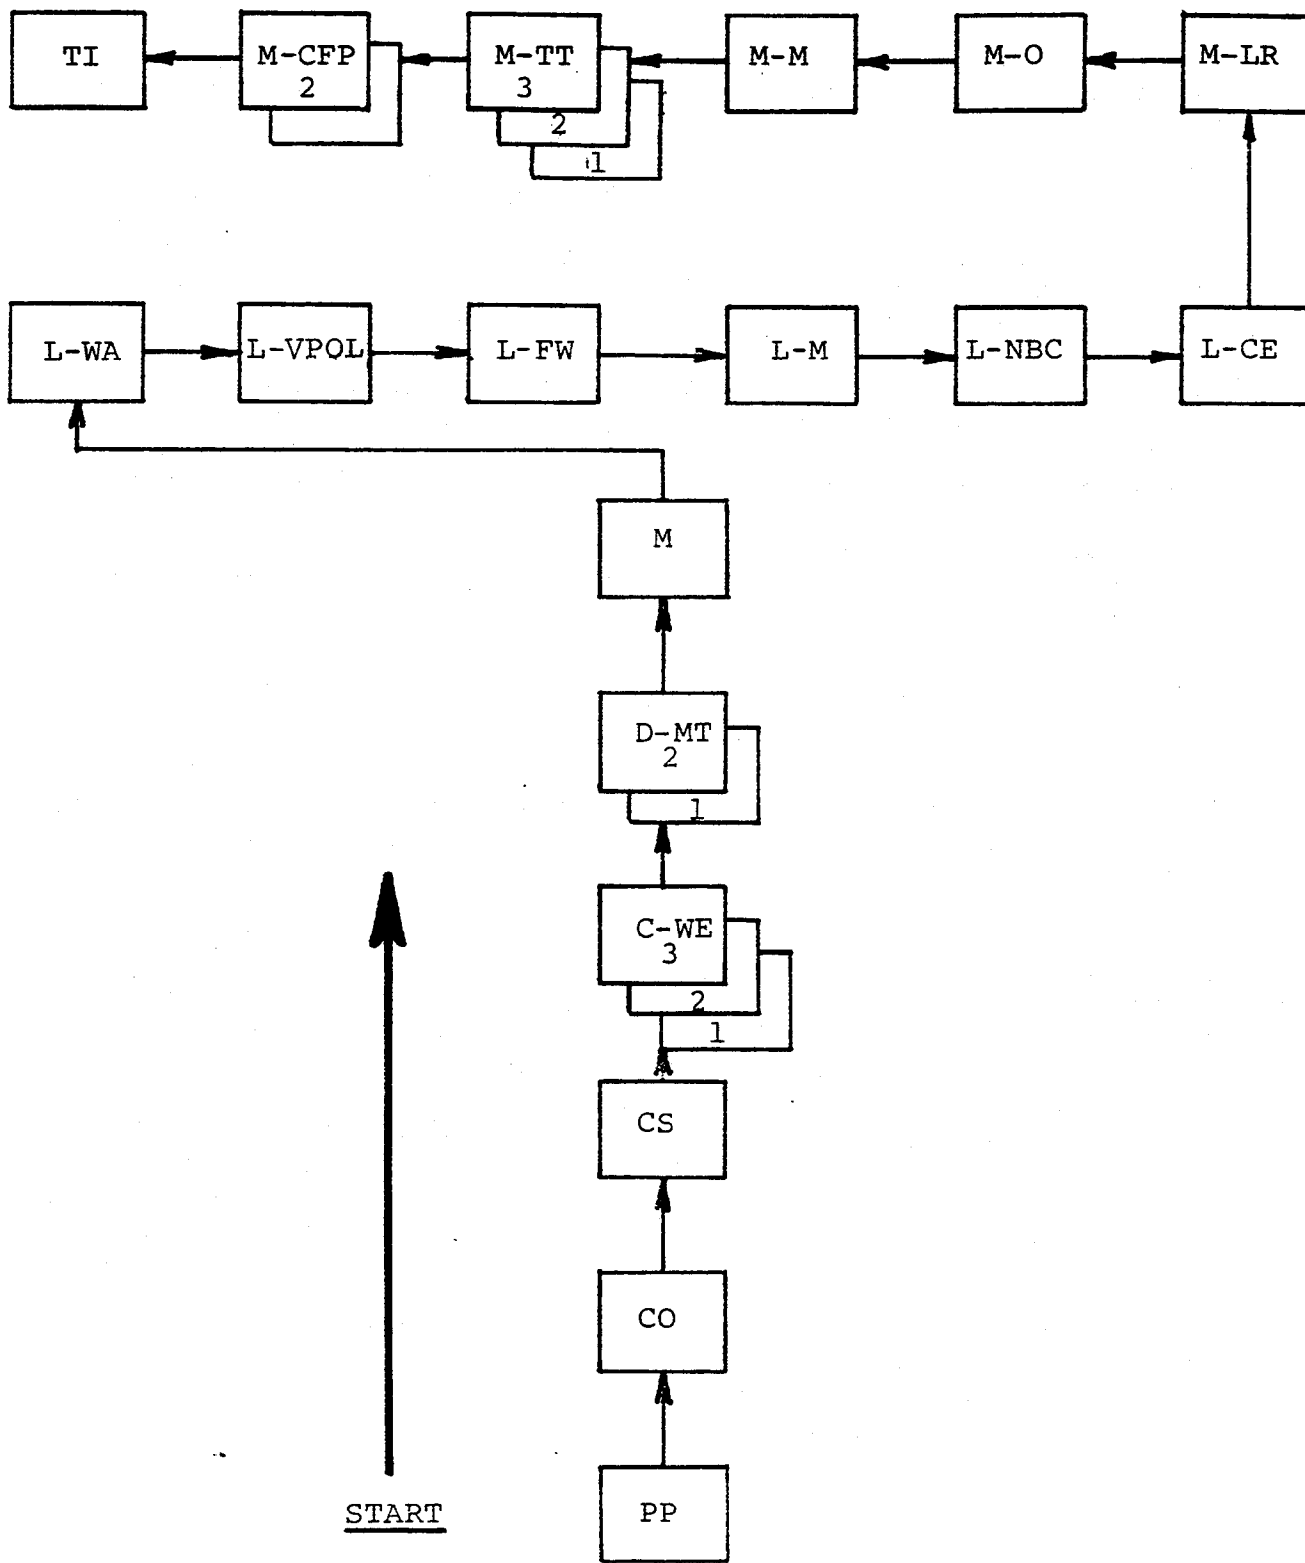 TI M-CFP M-TT M-M M-O M-LR
2 3
2
1
L-WA L-VPOL L-FW L-M L-NBC L-CE
M
D-MT
2
1
C-WE
3
2
1
CS
CO
START PP